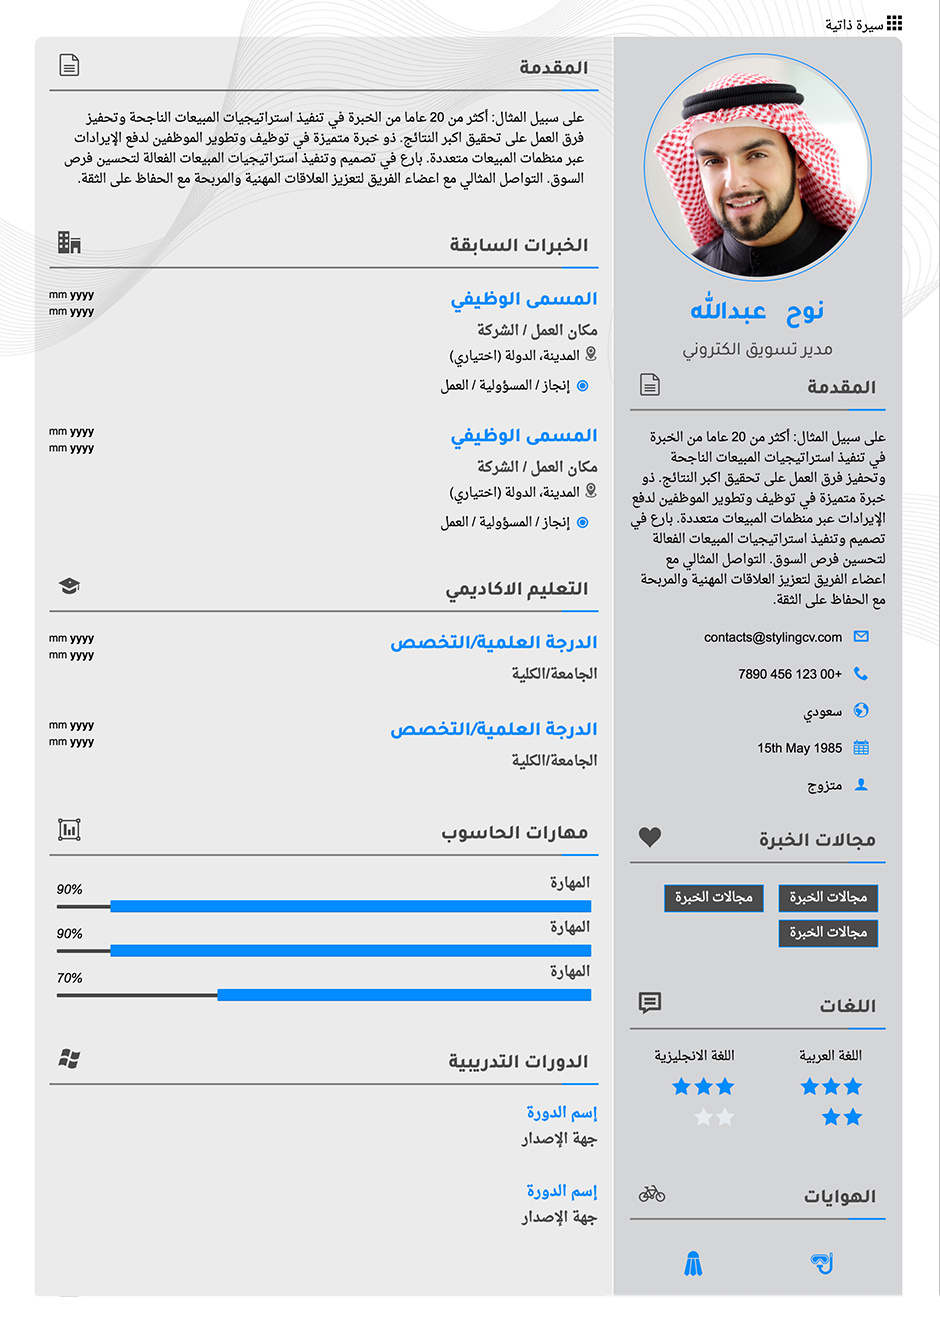 سيرة ذاتية
نوح عبدالله
مدير تسويق الكتروني
المقدمة
على سبيل المثال: أكثر من 20 عاما من الخبرة
في تنفيذ استراتيجيات المبيعات الناجحة
وتحفيز فرق العمل على تحقيق اكبر النتائج. ذو
خبرة متميزة في توظيف وتطوير الموظفين لدفع
الإيرادات عبر منظمات المبيعات متعددة. بارع في
تصميم وتنفيذ استراتيجيات المبيعات الفعالة
لتحسين فرص السوق. التواصل المثالي مع
اعضاء الفريق لتعزيز العلاقات المهنية والمربحة
مع الحفاظ على الثقة.
contacts@stylingcv.com
7890 456 123 00+
سعودي
15th May 1985
متزوج
مجالات الخبرة
مجالات الخبرة
مجالات الخبرة
مجالات الخبرة
اللغات
اللغة العربية
اللغة الانجليزية
الهوايات
المقدمة
على سبيل المثال: أكثر من 20 عاما من الخبرة في تنفيذ استراتيجيات المبيعات الناجحة وتحفيز
فرق العمل على تحقيق اكبر النتائج. ذو خبرة متميزة في توظيف وتطوير الموظفين لدفع الإيرادات
عبر منظمات المبيعات متعددة. بارع في تصميم وتنفيذ استراتيجيات المبيعات الفعالة لتحسين فرص
السوق. التواصل المثالي مع اعضاء الفريق لتعزيز العلاقات المهنية والمربحة مع الحفاظ على الثقة.
الخبرات السابقة
المسمى الوظيفي
mm yyyy
mm yyyy
مكان العمل / الشركة
المدينة، الدولة (اختياري)
إنجاز / المسؤولية / العمل
المسمى الوظيفي
mm yyyy
mm yyyy
مكان العمل / الشركة
المدينة، الدولة (اختياري)
إنجاز / المسؤولية / العمل
التعليم الاكاديمي
الدرجة العلمية/التخصص
mm yyyy
mm yyyy
الجامعة/الكلية
الدرجة العلمية/التخصص
mm yyyy
mm yyyy
الجامعة/الكلية
مهارات الحاسوب
المهارة
90%
المهارة
90%
المهارة
70%
الدورات التدريبية
إسم الدورة
جهة الإصدار
إسم الدورة
جهة الإصدار